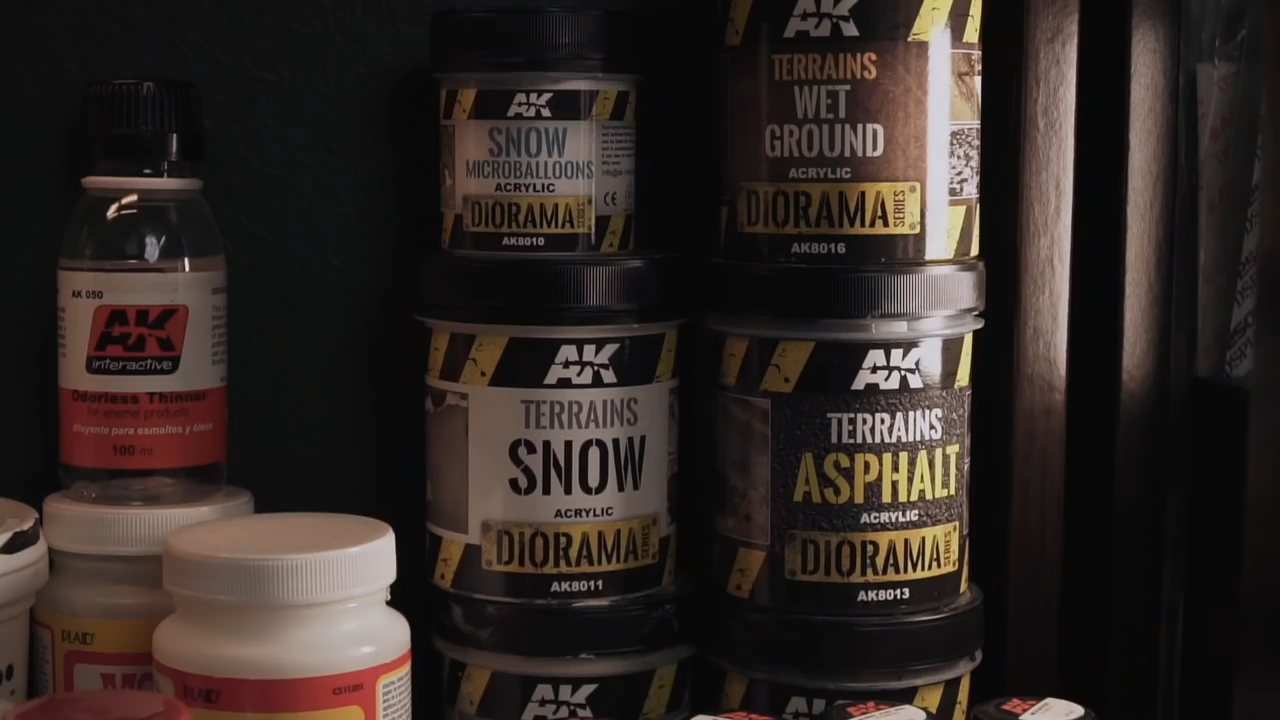 AK 050
AK
interactive
Odorless Thinner
for enamel products
diluyente para esmaltes y óleos
100 ml
PLAID
PLAID
CS11201
AK
SNOW
MICROBALLOONS
ACRYLIC
DIORAMA
SERIES
AK8010
CE
AK
TERRAINS
SNOW
ACRYLIC
DIORAMA
SERIES
AK8011
AK
AK
TERRAINS
WET
GROUND
ACRYLIC
DIORAMA
SERIES
AK8016
AK
TERRAINS
ASPHALT
ACRYLIC
DIORAMA
SERIES
AK8013
AK